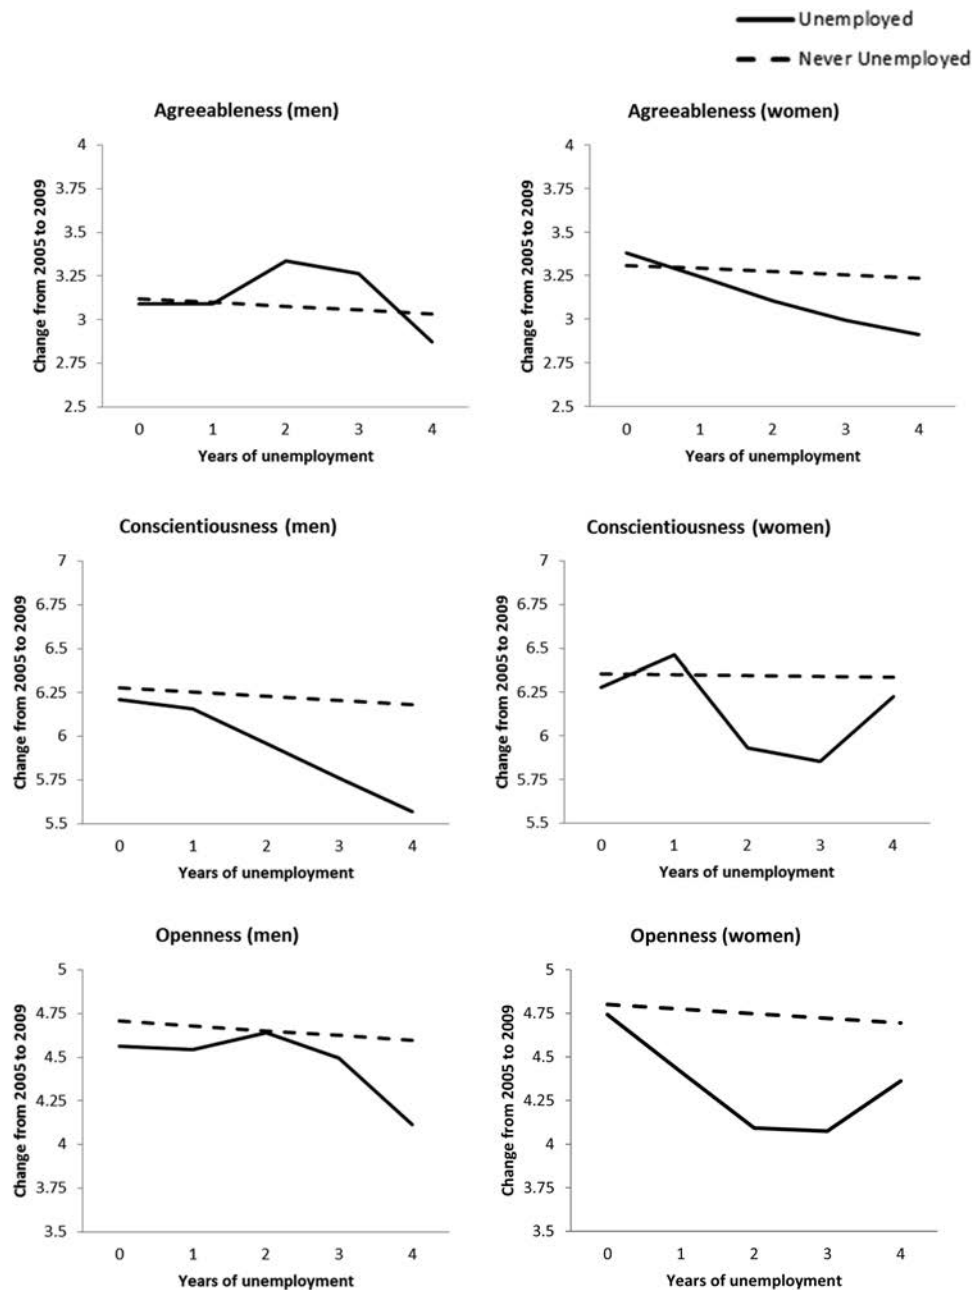 Unemployed
Never Unemployed
Agreeableness (men)
Change from 2005 to 2009
4
3.75
3.5
3.25
3
2.75
2.5
0 1 2 3 4
Years of unemployment
Agreeableness (women)
Change from 2005 to 2009
4
3.75
3.5
3.25
3
2.75
2.5
0 1 2 3 4
Years of unemployment
Conscientiousness (men)
Change from 2005 to 2009
7
6.75
6.5
6.25
6
5.75
5.5
0 1 2 3 4
Years of unemployment
Conscientiousness (women)
Change from 2005 to 2009
7
6.75
6.5
6.25
6
5.75
5.5
0 1 2 3 4
Years of unemployment
Openness (men)
Change from 2005 to 2009
5
4.75
4.5
4.25
4
3.75
3.5
0 1 2 3 4
Years of unemployment
Openness (women)
Change from 2005 to 2009
5
4.75
4.5
4.25
4
3.75
3.5
0 1 2 3 4
Years of unemployment